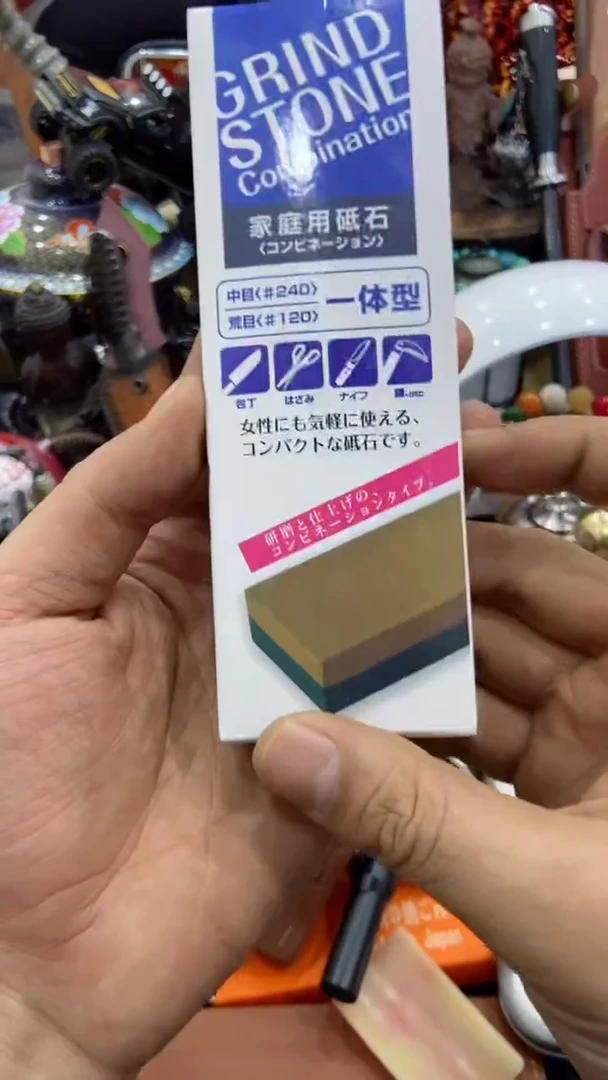 GRIND
STONE
Combination
家庭用砥石
〈コンビネーション〉
中目〈#240〉
荒目〈#120〉
一体型
包丁 はさみ ナイフ 鎌・etc
女性にも気軽に使える、
コンパクトな砥石です。
研磨と仕上げの
コンビネーションタイプ。
Japan